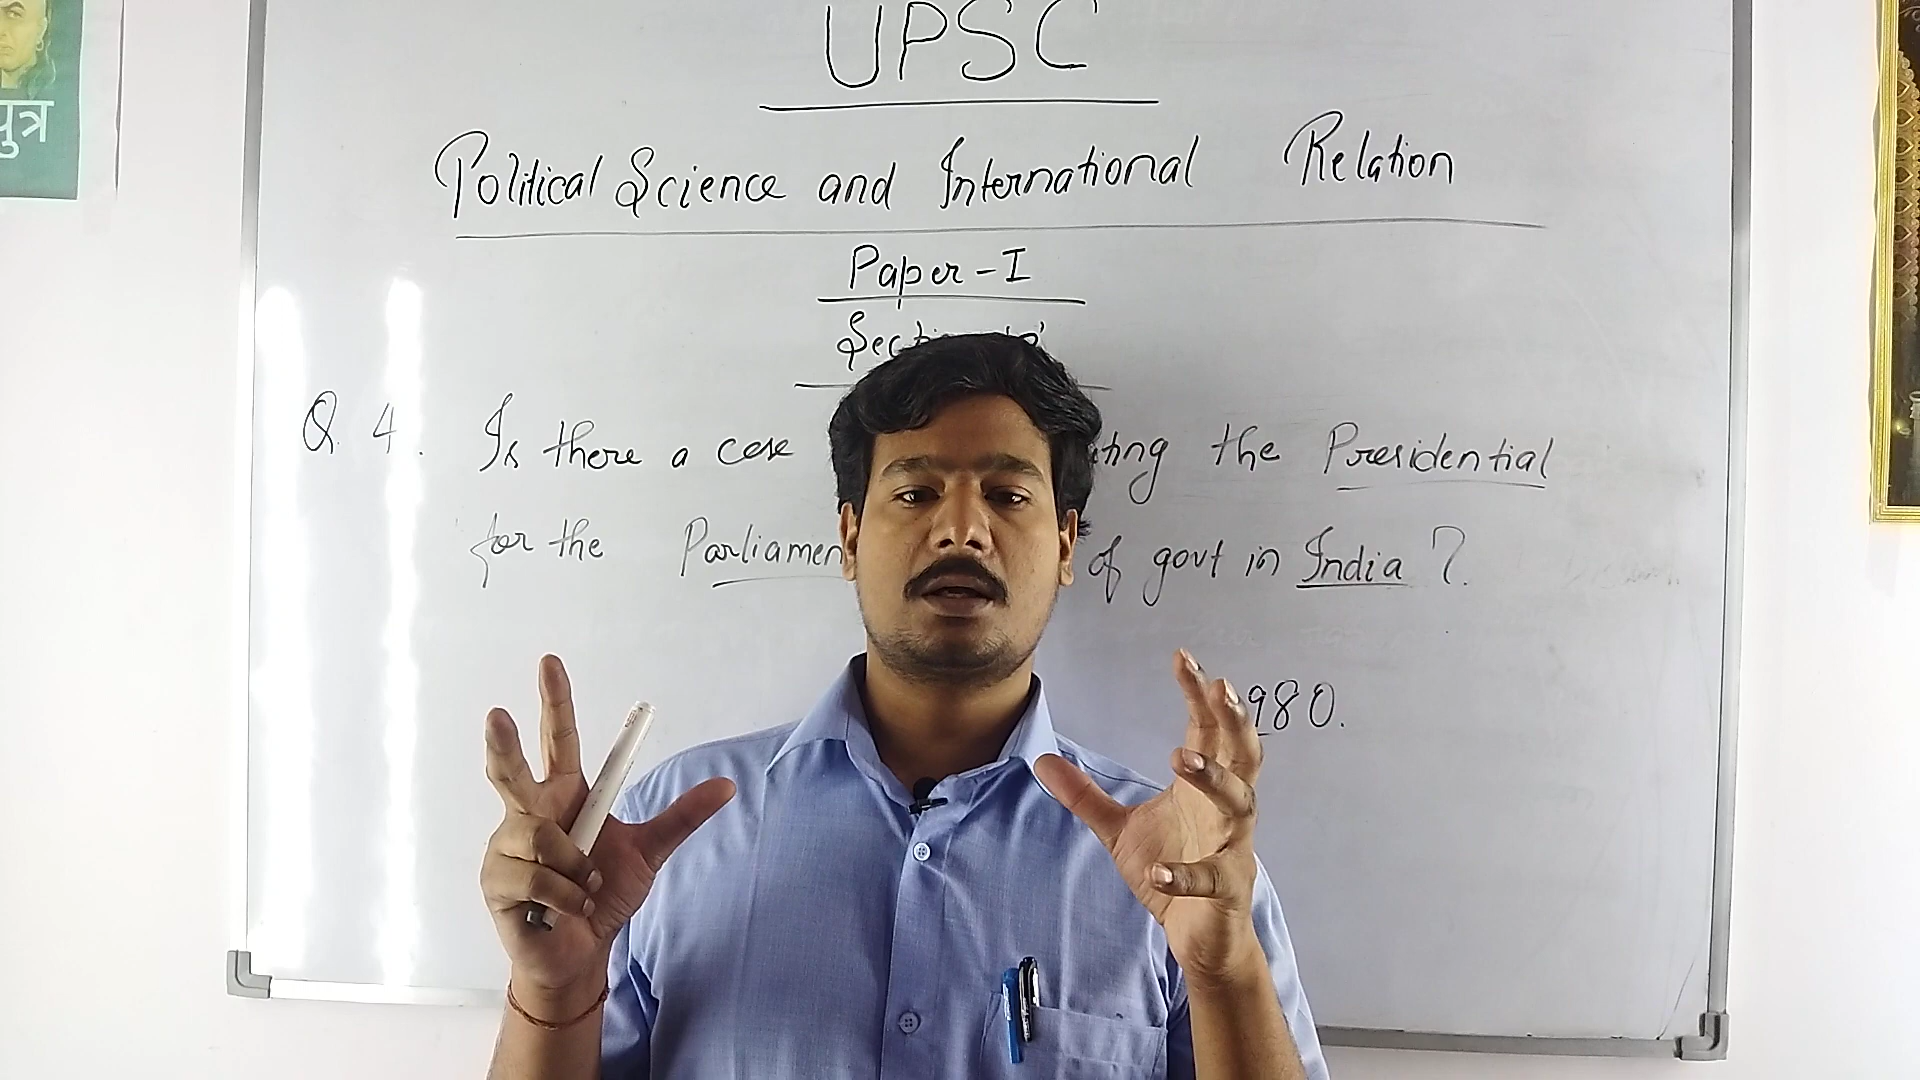 UPSC
पुत्र
Political Science and International Relation
Paper-I
Q. 4. Is there a case the Presidential
for the of govt in India ?
980.